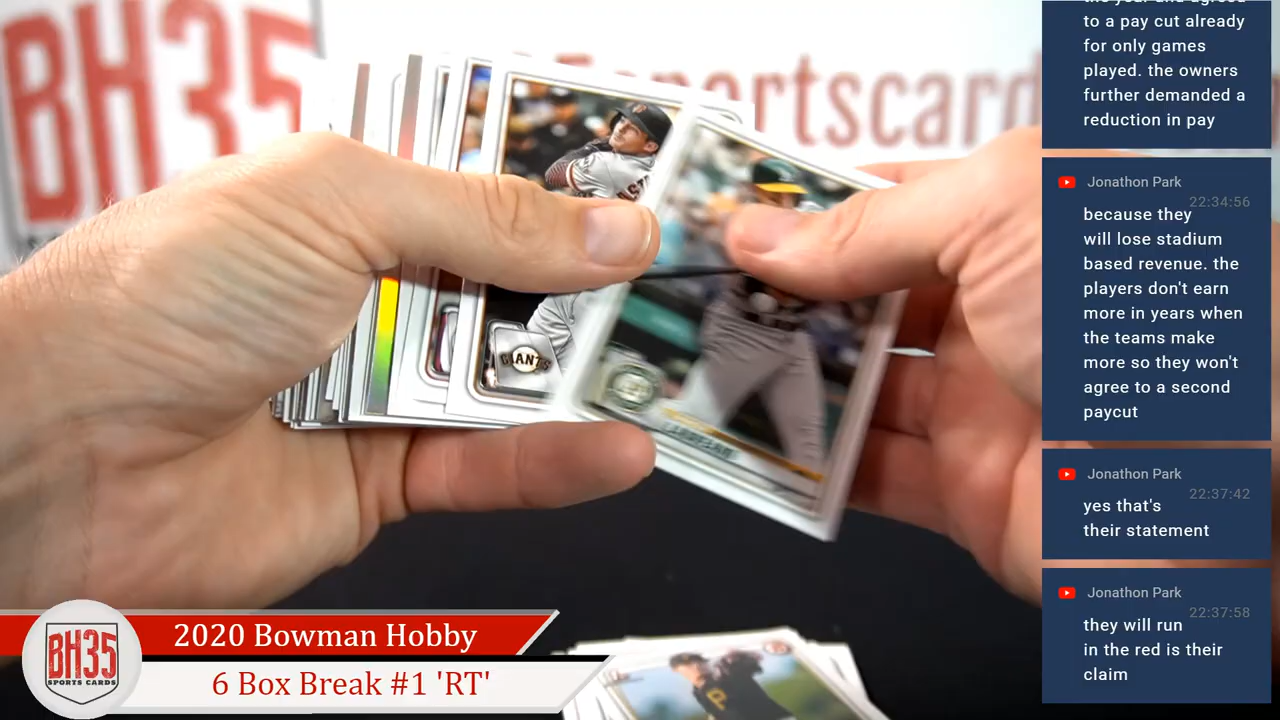 BH35
sportscard
GIANTS
P
the year and agreed
to a pay cut already
for only games
played. the owners
further demanded a
reduction in pay
Jonathon Park
22:34:56
because they
will lose stadium
based revenue. the
players don't earn
more in years when
the teams make
more so they won't
agree to a second
paycut
Jonathon Park
22:37:42
yes that's
their statement
Jonathon Park
22:37:58
they will run
in the red is their
claim
BH35
SPORTS CARDS
2020 Bowman Hobby
6 Box Break #1 'RT'